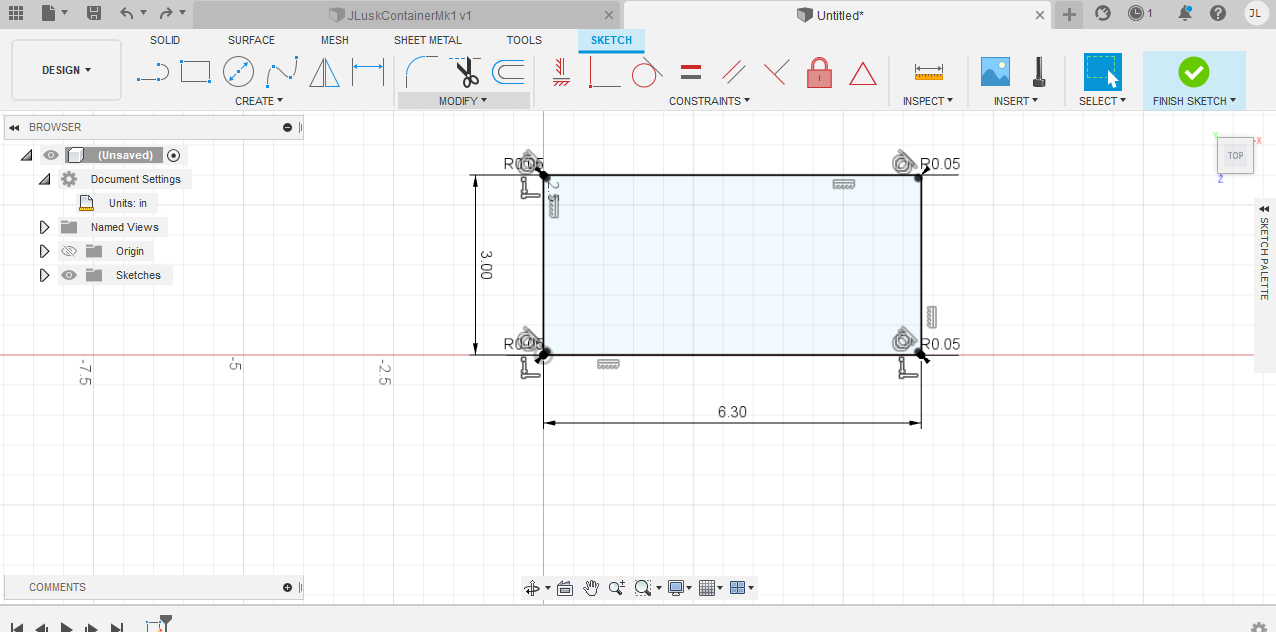 JLuskContainerMk1 v1
Untitled*
1
JL
DESIGN
SOLID
SURFACE
MESH
SHEET METAL
TOOLS
SKETCH
CREATE
MODIFY
CONSTRAINTS
INSPECT
INSERT
SELECT
FINISH SKETCH
BROWSER
(Unsaved)
Document Settings
Units: in
Named Views
Origin
Sketches
R0.05
R0.05
2.5
3.00
R0.05
R0.05
6.30
-7.5
-5
-2.5
TOP
X
Y
Z
SKETCH PALETTE
COMMENTS